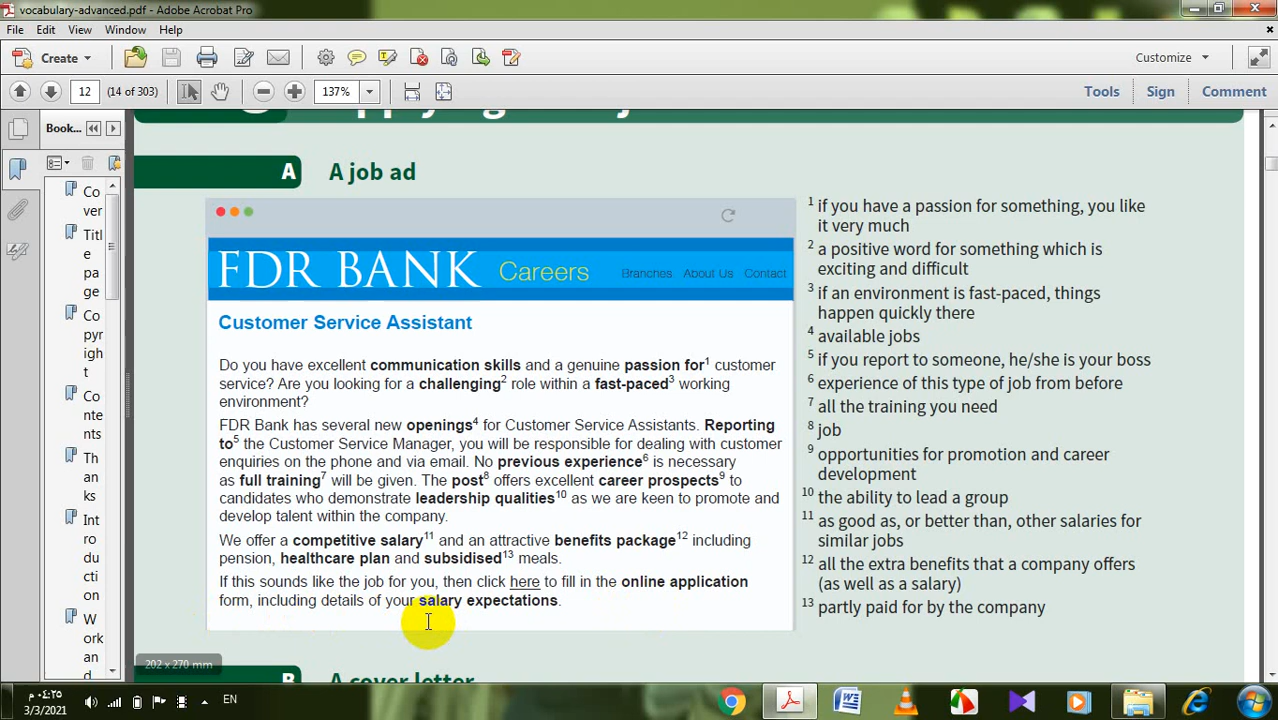 vocabulary-advanced.pdf - Adobe Acrobat Pro
File Edit View Window Help
Create
Customize
12 (14 of 303) 137% Tools Sign Comment
Book...
Co
ver
Titl
e
pa
ge
Co
pyr
igh
t
Co
nte
nts
Th
an
ks
Int
ro
du
cti
on
W
ork
an
d
A A job ad
FDR BANK Careers Branches About Us Contact
Customer Service Assistant
Do you have excellent communication skills and a genuine passion for1 customer
service? Are you looking for a challenging2 role within a fast-paced3 working
environment?
FDR Bank has several new openings4 for Customer Service Assistants. Reporting
to5 the Customer Service Manager, you will be responsible for dealing with customer
enquiries on the phone and via email. No previous experience6 is necessary
as full training7 will be given. The post8 offers excellent career prospects9 to
candidates who demonstrate leadership qualities10 as we are keen to promote and
develop talent within the company.
We offer a competitive salary11 and an attractive benefits package12 including
pension, healthcare plan and subsidised13 meals.
If this sounds like the job for you, then click here to fill in the online application
form, including details of your salary expectations.
1 if you have a passion for something, you like
it very much
2 a positive word for something which is
exciting and difficult
3 if an environment is fast-paced, things
happen quickly there
4 available jobs
5 if you report to someone, he/she is your boss
6 experience of this type of job from before
7 all the training you need
8 job
9 opportunities for promotion and career
development
10 the ability to lead a group
11 as good as, or better than, other salaries for
similar jobs
12 all the extra benefits that a company offers
(as well as a salary)
13 partly paid for by the company
202 x 270 mm
B A cover letter
EN
م ٠٤:٢٥
3/3/2021